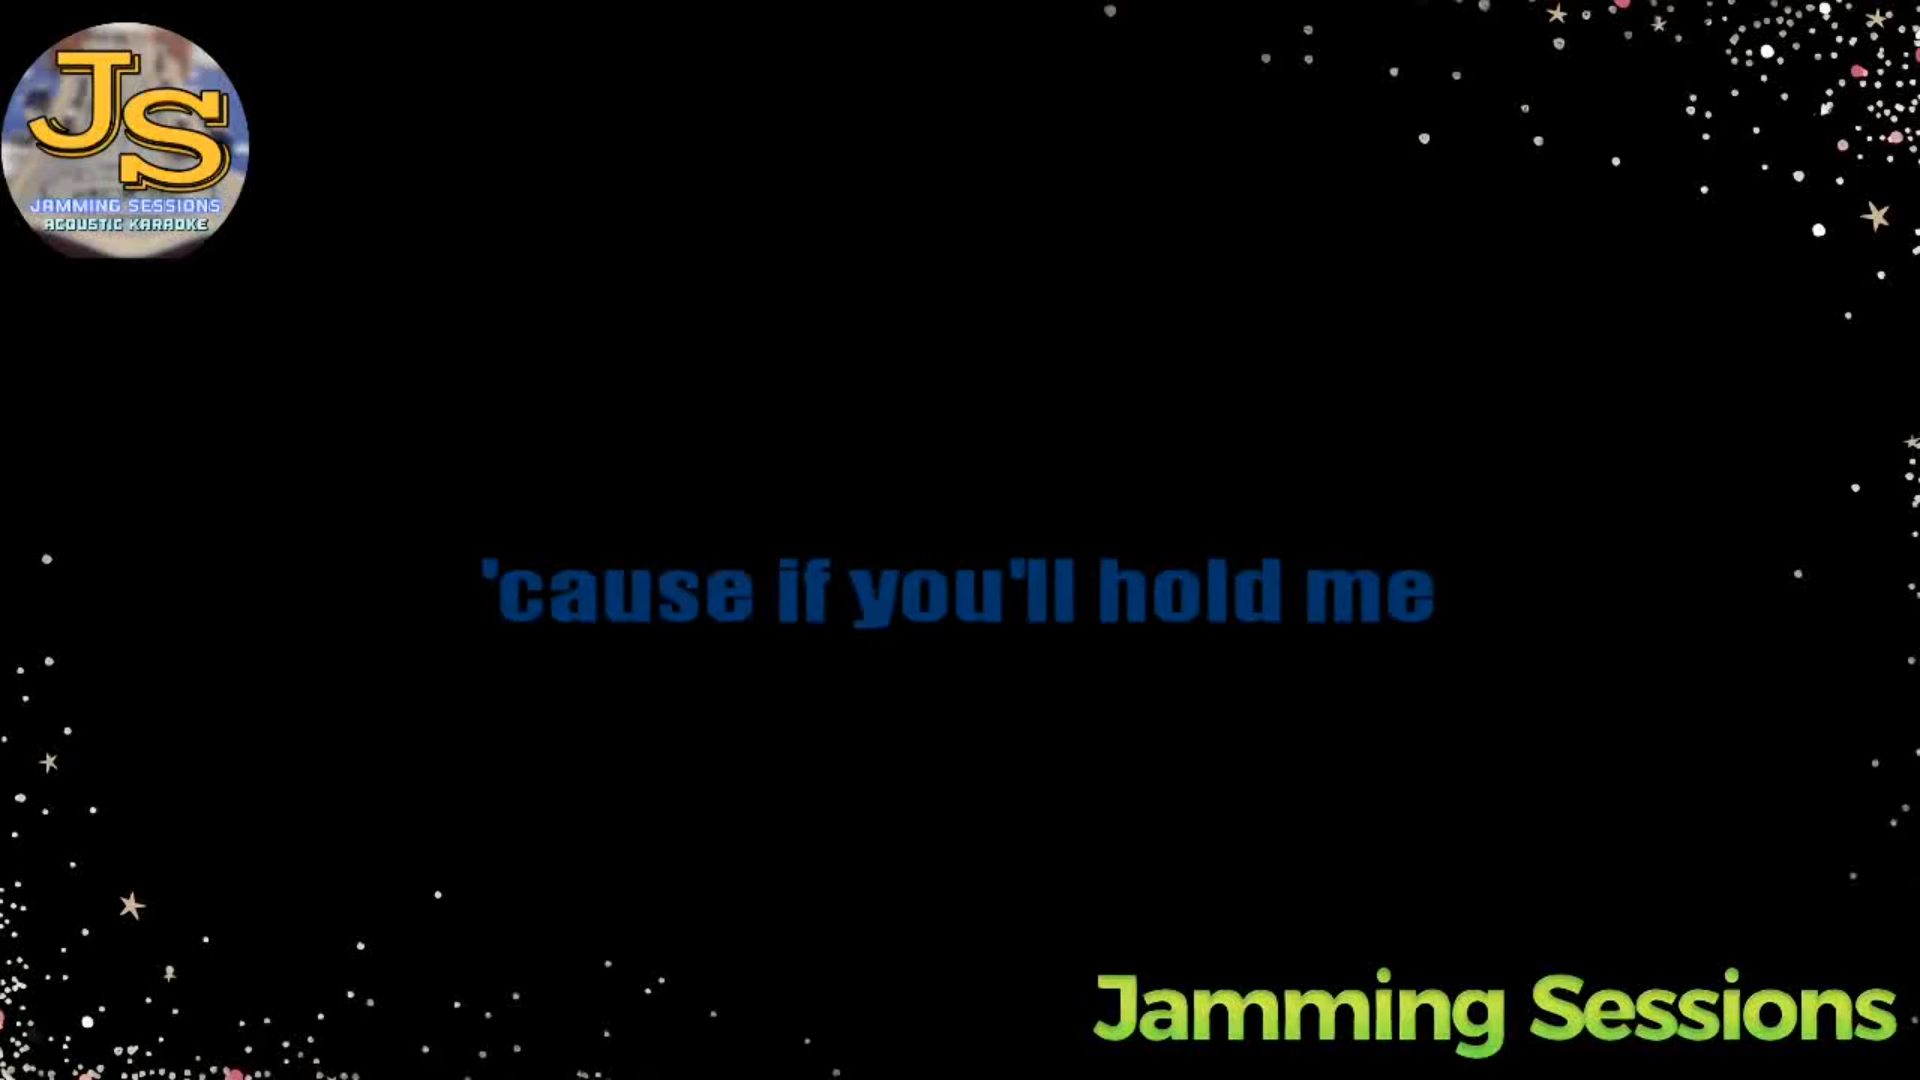 JS
JAMMING SESSIONS
ACOUSTIC KARAOKE
'cause if you'll hold me
Jamming Sessions